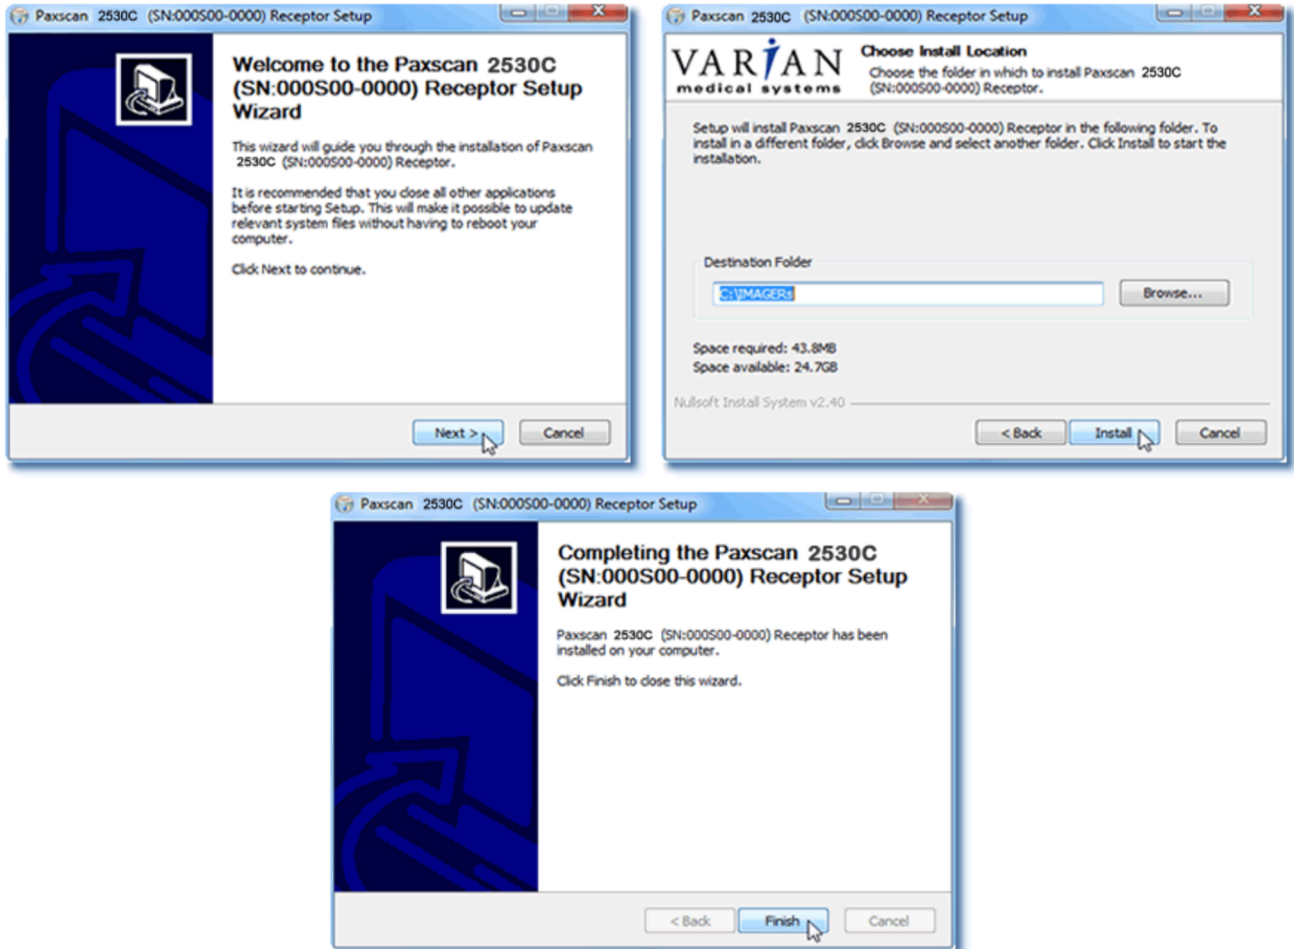 Paxscan 2530C (SN:000S00-0000) Receptor Setup
Welcome to the Paxscan 2530C
(SN:000S00-0000) Receptor Setup
Wizard
This wizard will guide you through the installation of Paxscan
2530C (SN:000S00-0000) Receptor.
It is recommended that you close all other applications
before starting Setup. This will make it possible to update
relevant system files without having to reboot your
computer.
Click Next to continue.
Next >
Cancel
Paxscan 2530C (SN:000S00-0000) Receptor Setup
VARIAN
medical systems
Choose Install Location
Choose the folder in which to install Paxscan 2530C
(SN:000S00-0000) Receptor.
Setup will install Paxscan 2530C (SN:000S00-0000) Receptor in the following folder. To
install in a different folder, click Browse and select another folder. Click Install to start the
installation.
Destination Folder
C:\IMAGERs
Browse...
Space required: 43.8MB
Space available: 24.7GB
Nullsoft Install System v2.40
< Back
Install
Cancel
Paxscan 2530C (SN:000S00-0000) Receptor Setup
Completing the Paxscan 2530C
(SN:000S00-0000) Receptor Setup
Wizard
Paxscan 2530C (SN:000S00-0000) Receptor has been
installed on your computer.
Click Finish to close this wizard.
< Back
Finish
Cancel